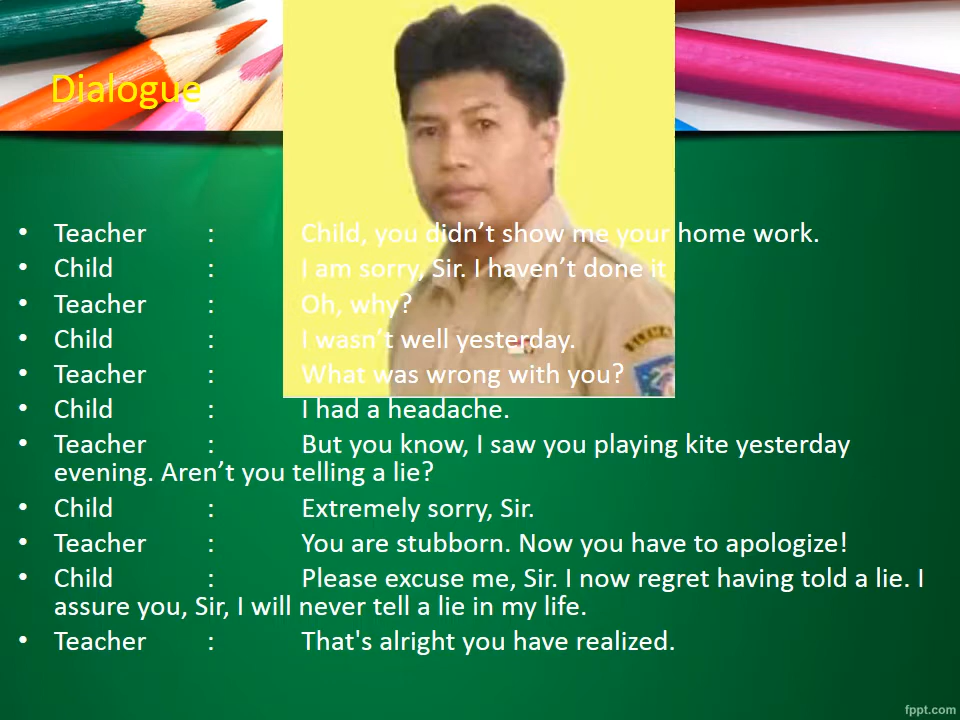 Dialogue
• Teacher : Child, you didn’t show me your home work.
• Child : I am sorry, Sir. I haven’t done it
• Teacher : Oh, why?
• Child : I wasn’t well yesterday.
• Teacher : What was wrong with you?
• Child : I had a headache.
• Teacher : But you know, I saw you playing kite yesterday
evening. Aren’t you telling a lie?
• Child : Extremely sorry, Sir.
• Teacher : You are stubborn. Now you have to apologize!
• Child : Please excuse me, Sir. I now regret having told a lie. I
assure you, Sir, I will never tell a lie in my life.
• Teacher : That's alright you have realized.
fppt.com